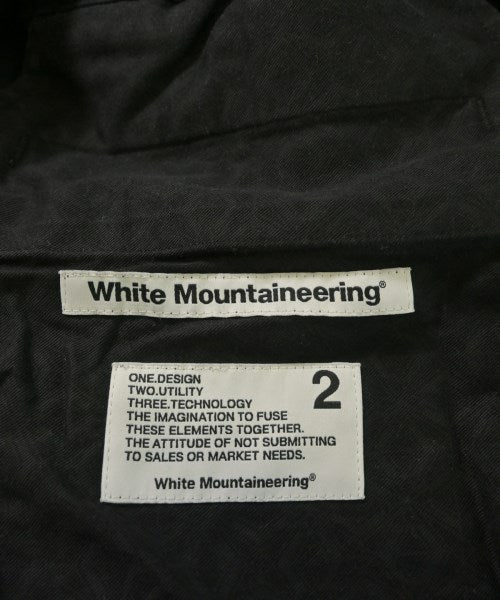 White Mountaineering®
ONE.DESIGN
2
TWO.UTILITY
THREE.TECHNOLOGY
THE IMAGINATION TO FUSE
THESE ELEMENTS TOGETHER.
THE ATTITUDE OF NOT SUBMITTING
TO SALES OR MARKET NEEDS.
White Mountaineering®